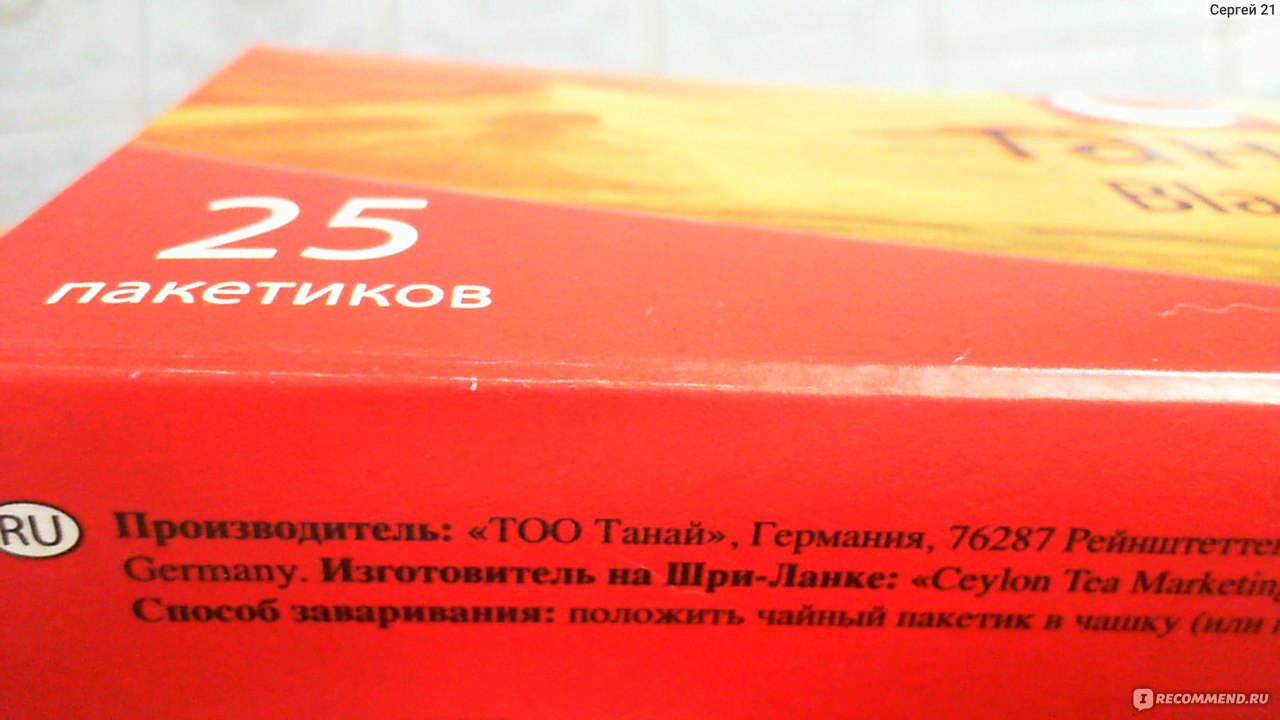 Сергей 21
25
пакетиков
RU
Производитель: «ТОО Танай», Германия, 76287 Рейнштеттен
Germany. Изготовитель на Шри-Ланке: «Ceylon Tea Marketing
Способ заваривания: положить чайный пакетик в чашку (или
IRECOMMEND.RU